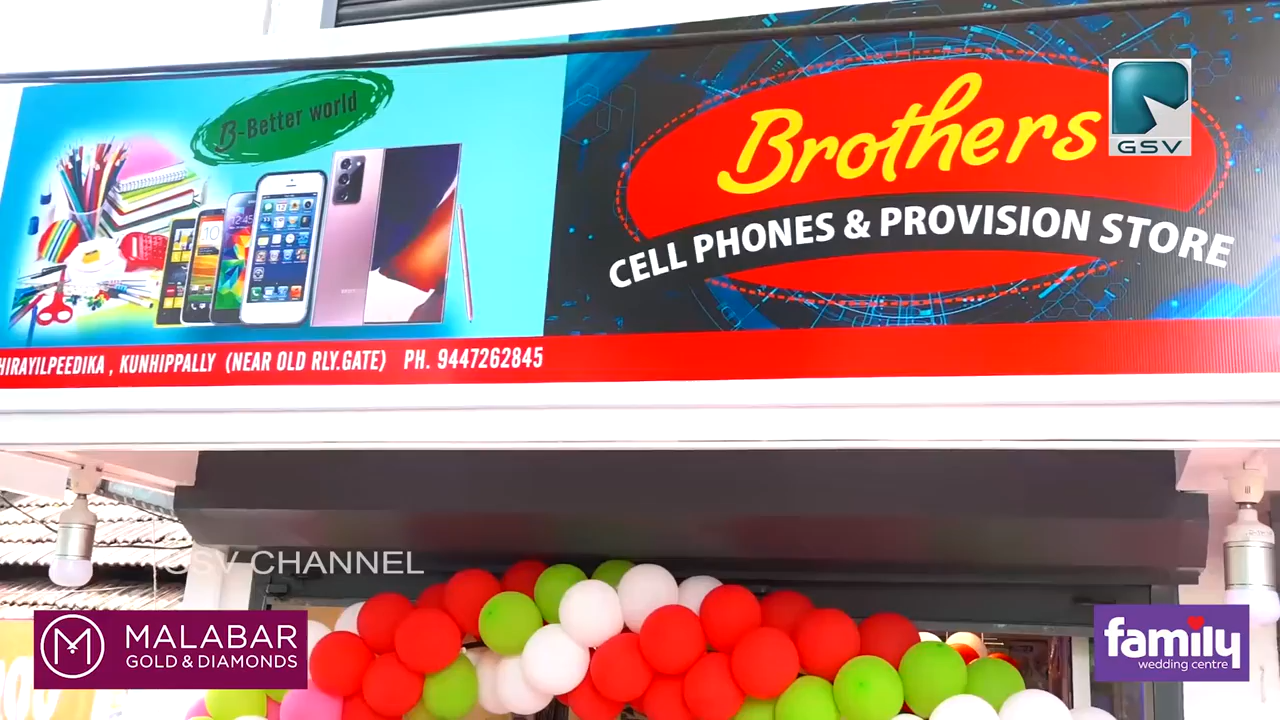 B-Better world
Brothers
GSV
CELL PHONES & PROVISION STORE
KUNHIPPALLY (NEAR OLD RLY.GATE) PH. 9447262845
GSV CHANNEL
MALABAR
GOLD & DIAMONDS
family
wedding centre